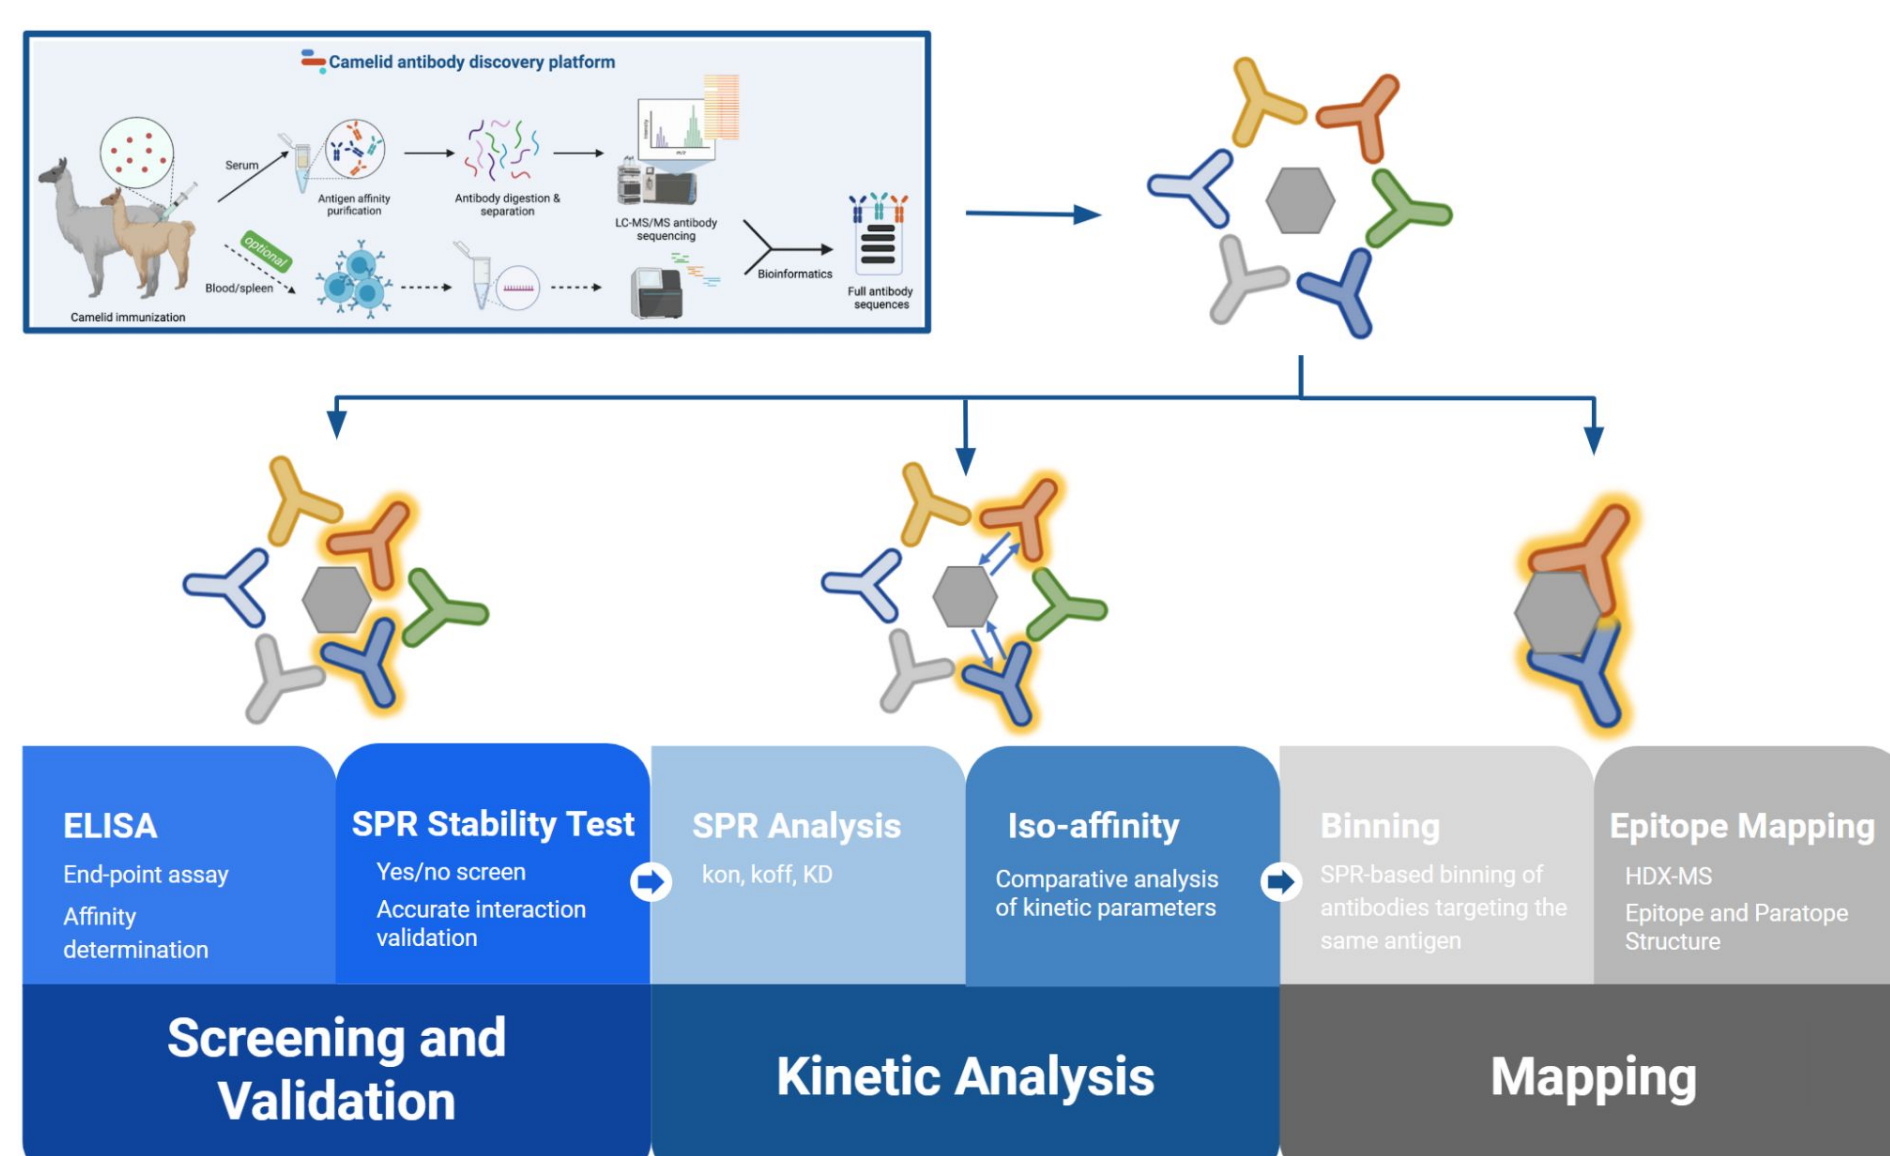 Camelid antibody discovery platform
Serum
Antigen affinity
purification
Antibody digestion &
separation
LC-MS/MS antibody
sequencing
optional
Blood/spleen
Camelid immunization
Bioinformatics
Full antibody
sequences
ELISA
End-point assay
Affinity
determination
SPR Stability Test
Yes/no screen
Accurate interaction
validation
SPR Analysis
kon, koff, KD
Iso-affinity
Comparative analysis
of kinetic parameters
Binning
SPR-based binning of
antibodies targeting the
same antigen
Epitope Mapping
HDX-MS
Epitope and Paratope
Structure
Screening and
Validation
Kinetic Analysis
Mapping